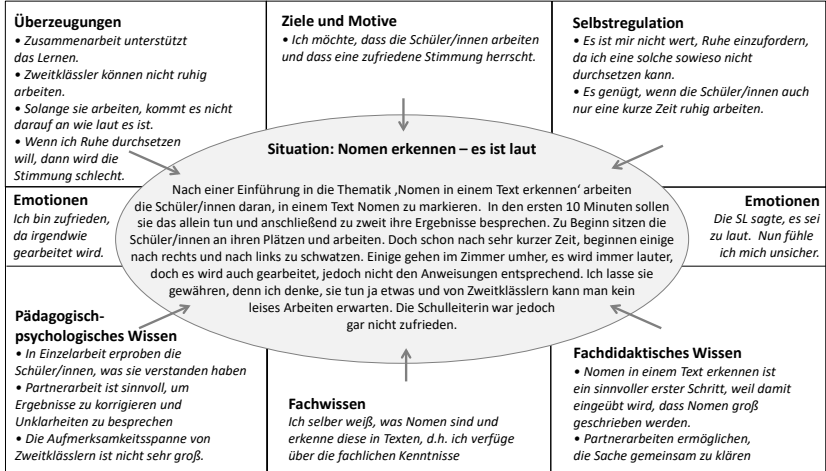 Überzeugungen
• Zusammenarbeit unterstützt
das Lernen.
• Zweitklässler können nicht ruhig
arbeiten.
• Solange sie arbeiten, kommt es nicht
darauf an wie laut es ist.
• Wenn ich Ruhe durchsetzen
will, dann wird die
Stimmung schlecht.
Ziele und Motive
• Ich möchte, dass die Schüler/innen arbeiten
und dass eine zufriedene Stimmung herrscht.
Selbstregulation
• Es ist mir nicht wert, Ruhe einzufordern,
da ich eine solche sowieso nicht
durchsetzen kann.
• Es genügt, wenn die Schüler/innen auch
nur eine kurze Zeit ruhig arbeiten.
Emotionen
Ich bin zufrieden,
da irgendwie
gearbeitet wird.
Situation: Nomen erkennen – es ist laut
Nach einer Einführung in die Thematik ‚Nomen in einem Text erkennen' arbeiten
die Schüler/innen daran, in einem Text Nomen zu markieren. In den ersten 10 Minuten sollen
sie das allein tun und anschließend zu zweit ihre Ergebnisse besprechen. Zu Beginn sitzen die
Schüler/innen an ihren Plätzen und arbeiten. Doch schon nach sehr kurzer Zeit, beginnen einige
nach rechts und nach links zu schwatzen. Einige gehen im Zimmer umher, es wird immer lauter,
doch es wird auch gearbeitet, jedoch nicht den Anweisungen entsprechend. Ich lasse sie
gewähren, denn ich denke, sie tun ja etwas und von Zweitklässlern kann man kein
leises Arbeiten erwarten. Die Schulleiterin war jedoch
gar nicht zufrieden.
Emotionen
Die SL sagte, es sei
zu laut. Nun fühle
ich mich unsicher.
Pädagogisch-
psychologisches Wissen
• In Einzelarbeit erproben die
Schüler/innen, was sie verstanden haben
• Partnerarbeit ist sinnvoll, um
Ergebnisse zu korrigieren und
Unklarheiten zu besprechen
• Die Aufmerksamkeitsspanne von
Zweitklässlern ist nicht sehr groß.
Fachwissen
Ich selber weiß, was Nomen sind und
erkenne diese in Texten, d.h. ich verfüge
über die fachlichen Kenntnisse
Fachdidaktisches Wissen
• Nomen in einem Text erkennen ist
ein sinnvoller erster Schritt, weil damit
eingeübt wird, dass Nomen groß
geschrieben werden.
• Partnerarbeiten ermöglichen,
die Sache gemeinsam zu klären